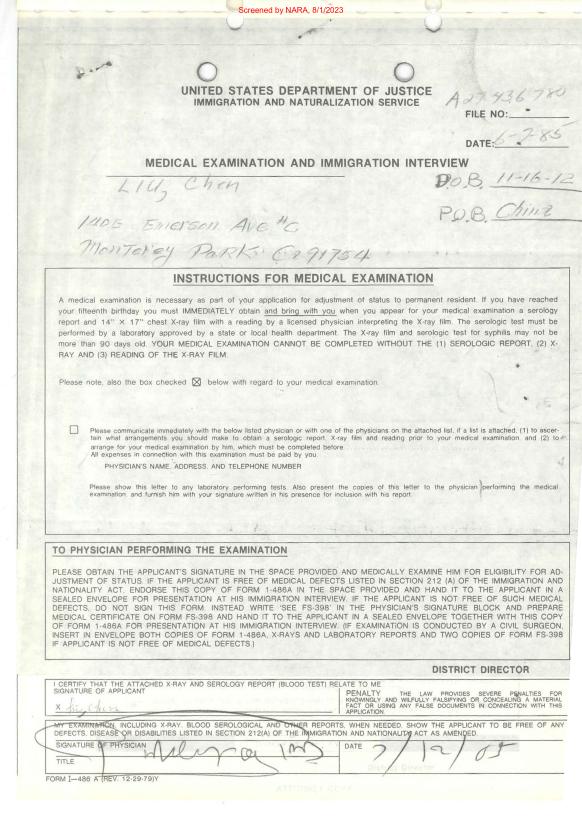 Screened by NARA, 8/1/2023
UNITED STATES DEPARTMENT OF JUSTICE
IMMIGRATION AND NATURALIZATION SERVICE
A27 436 780
FILE NO:
DATE: 6-7-85
MEDICAL EXAMINATION AND IMMIGRATION INTERVIEW
LIU, Chen
D.O.B. 11-16-12
P.O.B. China
Emerson Ave #C
Monterey Park Ca 91754
INSTRUCTIONS FOR MEDICAL EXAMINATION
A medical examination is necessary as part of your application for adjustment of status to permanent resident. If you have reached
your fifteenth birthday you must IMMEDIATELY obtain and bring with you when you appear for your medical examination a serology
report and 14" × 17" chest X-ray film with a reading by a licensed physician interpreting the X-ray film. The serologic test must be
performed by a laboratory approved by a state or local health department. The X-ray film and serologic test for syphilis may not be
more than 90 days old. YOUR MEDICAL EXAMINATION CANNOT BE COMPLETED WITHOUT THE (1) SEROLOGIC REPORT, (2) X-
RAY AND (3) READING OF THE X-RAY FILM.
Please note, also the box checked ☒ below with regard to your medical examination.
☐ Please communicate immediately with the below listed physician or with one of the physicians on the attached list, if a list is attached, (1) to ascer-
tain what arrangements you should make to obtain a serologic report, X-ray film and reading prior to your medical examination, and (2) to
arrange for your medical examination by him, which must be completed before
All expenses in connection with this examination must be paid by you.
PHYSICIAN'S NAME, ADDRESS, AND TELEPHONE NUMBER
Please show this letter to any laboratory performing tests. Also present the copies of this letter to the physician performing the medical
examination and furnish him with your signature written in his presence for inclusion with his report.
TO PHYSICIAN PERFORMING THE EXAMINATION
PLEASE OBTAIN THE APPLICANT'S SIGNATURE IN THE SPACE PROVIDED AND MEDICALLY EXAMINE HIM FOR ELIGIBILITY FOR AD-
JUSTMENT OF STATUS. IF THE APPLICANT IS FREE OF MEDICAL DEFECTS LISTED IN SECTION 212 (A) OF THE IMMIGRATION AND
NATIONALITY ACT, ENDORSE THIS COPY OF FORM 1-486A IN THE SPACE PROVIDED AND HAND IT TO THE APPLICANT IN A
SEALED ENVELOPE FOR PRESENTATION AT HIS IMMIGRATION INTERVIEW. IF THE APPLICANT IS NOT FREE OF SUCH MEDICAL
DEFECTS, DO NOT SIGN THIS FORM. INSTEAD WRITE 'SEE FS-398' IN THE PHYSICIAN'S SIGNATURE BLOCK AND PREPARE
MEDICAL CERTIFICATE ON FORM FS-398 AND HAND IT TO THE APPLICANT IN A SEALED ENVELOPE TOGETHER WITH THIS COPY
OF FORM 1-486A FOR PRESENTATION AT HIS IMMIGRATION INTERVIEW. (IF EXAMINATION IS CONDUCTED BY A CIVIL SURGEON,
INSERT IN ENVELOPE BOTH COPIES OF FORM 1-486A, X-RAYS AND LABORATORY REPORTS AND TWO COPIES OF FORM FS-398
IF APPLICANT IS NOT FREE OF MEDICAL DEFECTS.)
DISTRICT DIRECTOR
I CERTIFY THAT THE ATTACHED X-RAY AND SEROLOGY REPORT (BLOOD TEST) RELATE TO ME
SIGNATURE OF APPLICANT
X
PENALTY THE LAW PROVIDES SEVERE PENALTIES FOR
KNOWINGLY AND WILFULLY FALSIFYING OR CONCEALING A MATERIAL
FACT OR USING ANY FALSE DOCUMENTS IN CONNECTION WITH THIS
APPLICATION.
MY EXAMINATION, INCLUDING X-RAY, BLOOD SEROLOGICAL AND OTHER REPORTS, WHEN NEEDED, SHOW THE APPLICANT TO BE FREE OF ANY
DEFECTS, DISEASE OR DISABILITIES LISTED IN SECTION 212(A) OF THE IMMIGRATION AND NATIONALITY ACT AS AMENDED.
SIGNATURE OF PHYSICIAN
TITLE
DATE 7/12/85
FORM I—486 A (REV. 12-29-79)Y